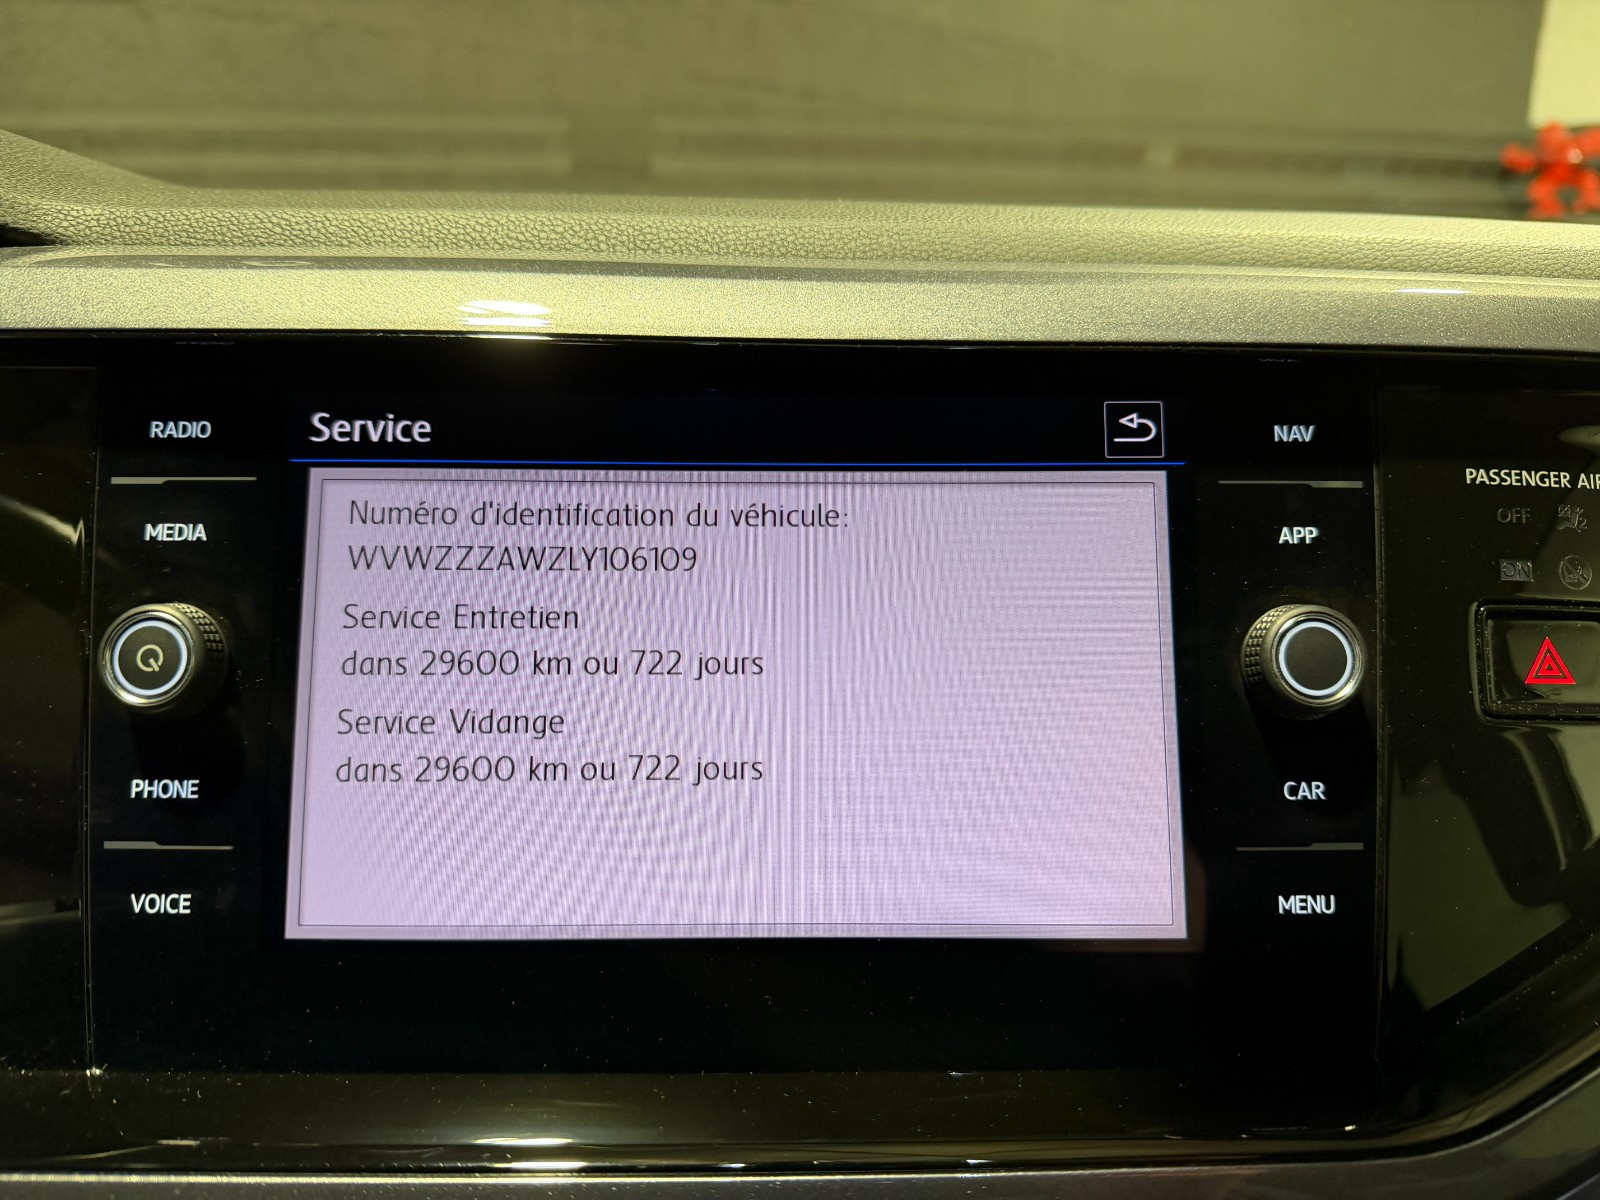 RADIO
MEDIA
PHONE
VOICE
Service
Numéro d'identification du véhicule:
WVWZZZAWZLY106109
Service Entretien
dans 29600 km ou 722 jours
Service Vidange
dans 29600 km ou 722 jours
NAV
APP
CAR
MENU
PASSENGER
OFF
ON